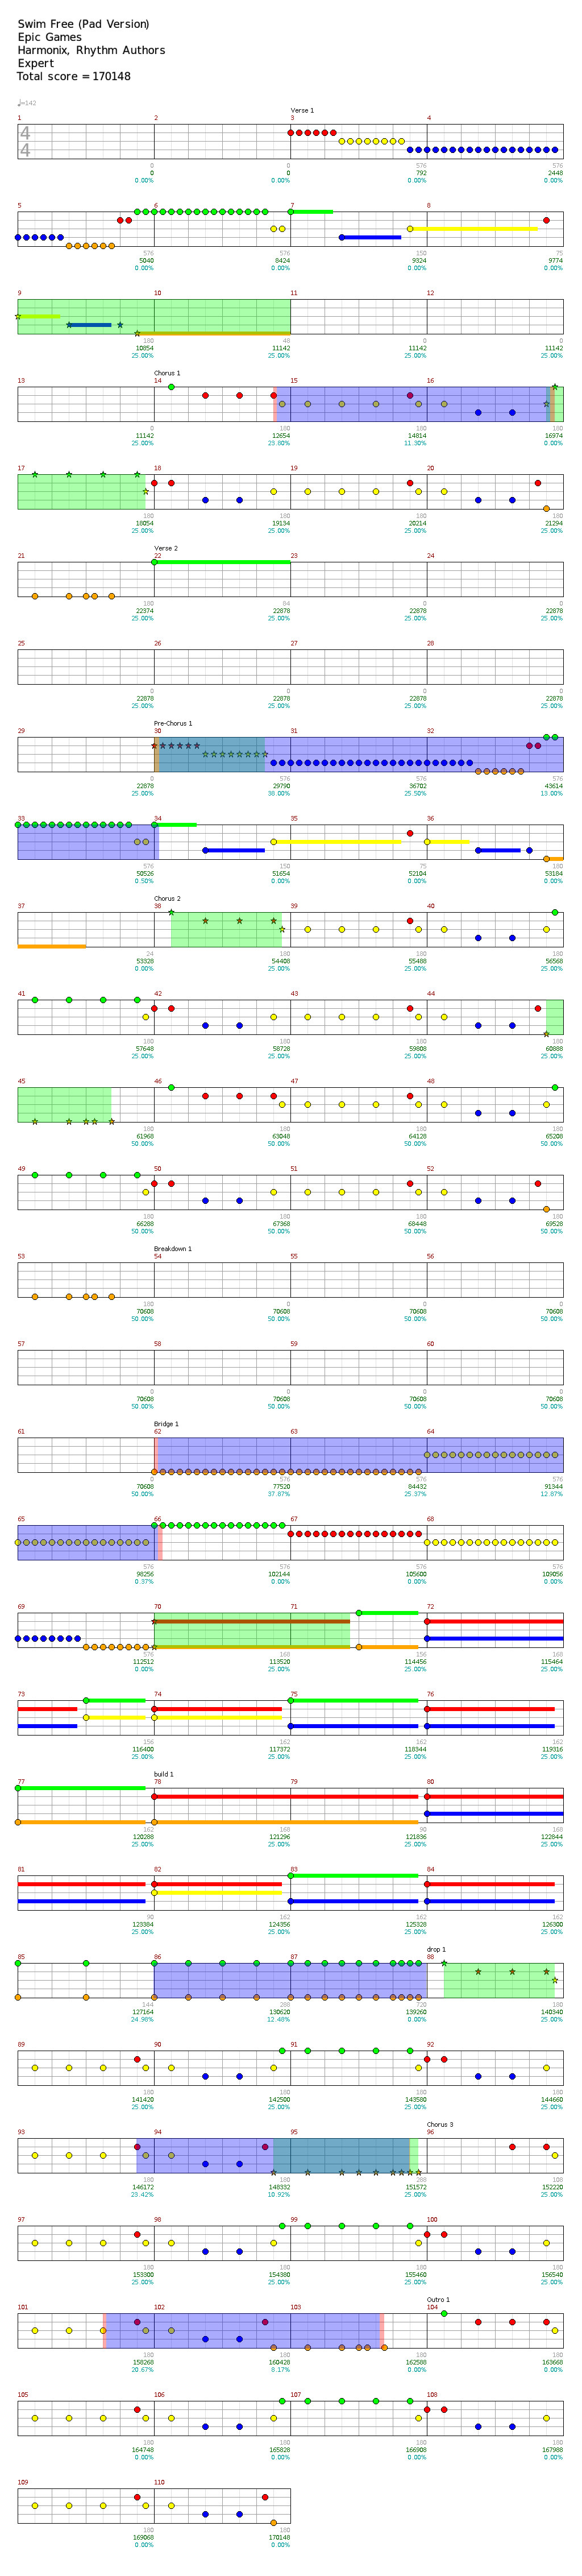 Swim Free (Pad Version)
Epic Games
Harmonix, Rhythm Authors
Expert
Total score = 170148
♩=142
Verse 1
1 2 3 4
4
4
0 0 576 576
0 0 792 2448
0.00% 0.00% 0.00% 0.00%
5 6 7 8
576 576 150 75
5040 8424 9324 9774
0.00% 0.00% 0.00% 0.00%
9 10 11 12
180 48 0 0
10854 11142 11142 11142
25.00% 25.00% 25.00% 25.00%
Chorus 1
13 14 15 16
0 180 180 180
11142 12654 14814 16974
25.00% 23.80% 11.30% 0.00%
17 18 19 20
180 180 180 180
18054 19134 20214 21294
25.00% 25.00% 25.00% 25.00%
Verse 2
21 22 23 24
180 84 0 0
22374 22878 22878 22878
25.00% 25.00% 25.00% 25.00%
25 26 27 28
0 0 0 0
22878 22878 22878 22878
25.00% 25.00% 25.00% 25.00%
Pre-Chorus 1
29 30 31 32
0 576 576 576
22878 29790 36702 43614
25.00% 38.00% 25.50% 13.00%
33 34 35 36
576 150 75 180
50526 51654 52104 53184
0.50% 0.00% 0.00% 0.00%
Chorus 2
37 38 39 40
24 180 180 180
53328 54408 55488 56568
0.00% 25.00% 25.00% 25.00%
41 42 43 44
180 180 180 180
57648 58728 59808 60888
25.00% 25.00% 25.00% 25.00%
45 46 47 48
180 180 180 180
61968 63048 64128 65208
50.00% 50.00% 50.00% 50.00%
49 50 51 52
180 180 180 180
66288 67368 68448 69528
50.00% 50.00% 50.00% 50.00%
Breakdown 1
53 54 55 56
180 0 0 0
70608 70608 70608 70608
50.00% 50.00% 50.00% 50.00%
57 58 59 60
0 0 0 0
70608 70608 70608 70608
50.00% 50.00% 50.00% 50.00%
Bridge 1
61 62 63 64
0 576 576 576
70608 77520 84432 91344
50.00% 37.87% 25.37% 12.87%
65 66 67 68
576 576 576 576
98256 102144 105600 109056
0.37% 0.00% 0.00% 0.00%
69 70 71 72
576 168 156 168
112512 113520 114456 115464
0.00% 25.00% 25.00% 25.00%
73 74 75 76
156 162 162 162
116400 117372 118344 119316
25.00% 25.00% 25.00% 25.00%
build 1
77 78 79 80
162 168 90 168
120288 121296 121836 122844
25.00% 25.00% 25.00% 25.00%
81 82 83 84
90 162 162 162
123384 124356 125328 126300
25.00% 25.00% 25.00% 25.00%
drop 1
85 86 87 88
144 288 720 180
127164 130620 139260 140340
24.98% 12.48% 0.00% 25.00%
89 90 91 92
180 180 180 180
141420 142500 143580 144660
25.00% 25.00% 25.00% 25.00%
Chorus 3
93 94 95 96
180 180 288 108
146172 148332 151572 152220
23.42% 10.92% 25.00% 25.00%
97 98 99 100
180 180 180 180
153300 154380 155460 156540
25.00% 25.00% 25.00% 25.00%
Outro 1
101 102 103 104
180 180 180 180
158268 160428 162588 163668
20.67% 8.17% 0.00% 0.00%
105 106 107 108
180 180 180 180
164748 165828 166908 167988
0.00% 0.00% 0.00% 0.00%
109 110
180 180
169068 170148
0.00% 0.00%